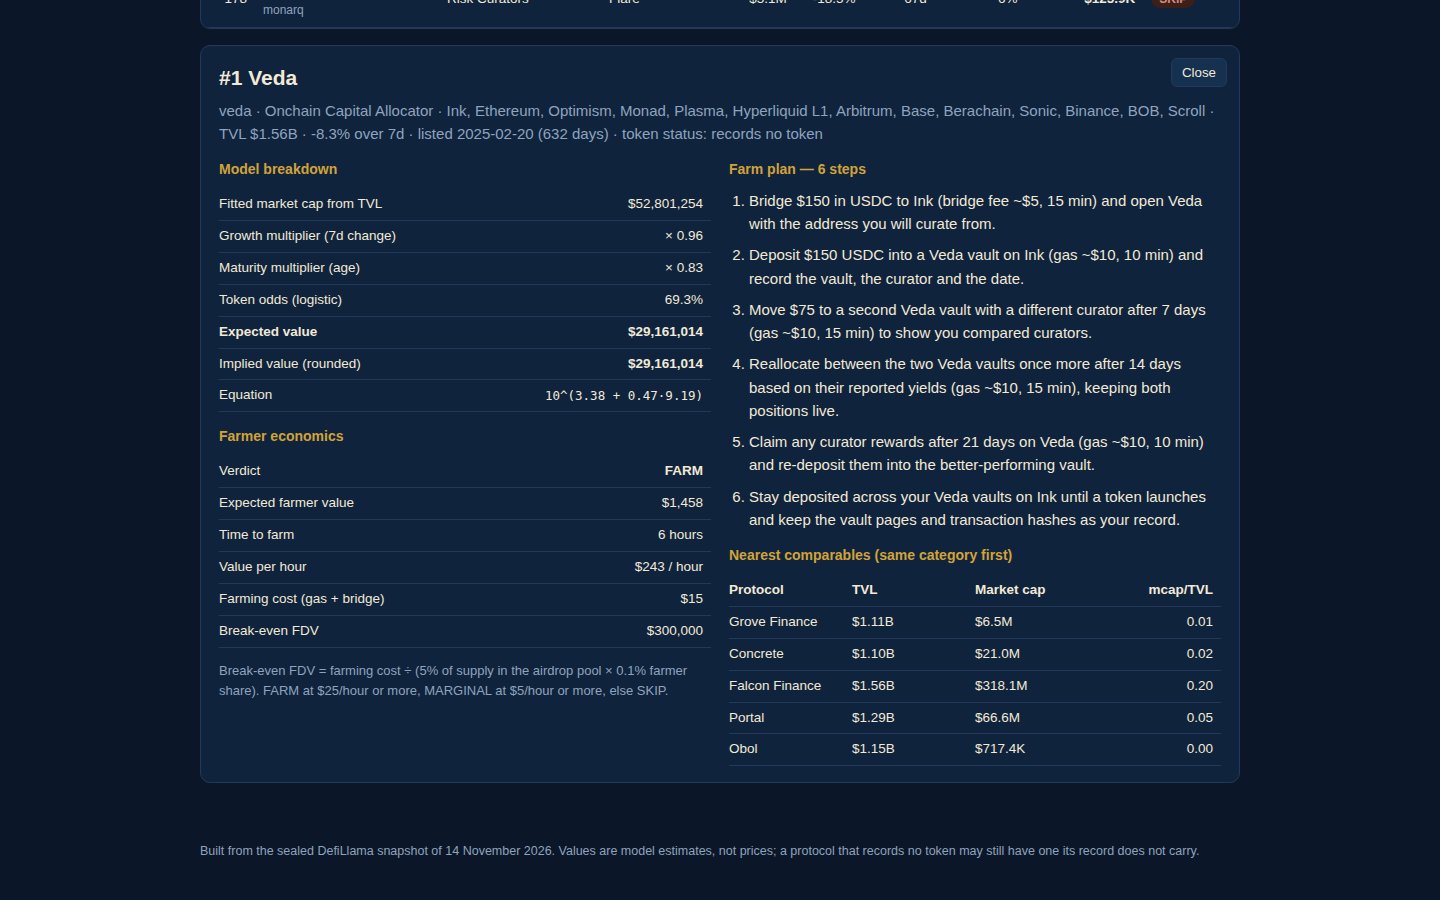 monarq
#1 Veda
Close
veda · Onchain Capital Allocator · Ink, Ethereum, Optimism, Monad, Plasma, Hyperliquid L1, Arbitrum, Base, Berachain, Sonic, Binance, BOB, Scroll ·
TVL $1.56B · -8.3% over 7d · listed 2025-02-20 (632 days) · token status: records no token
Model breakdown
Fitted market cap from TVL $52,801,254
Growth multiplier (7d change) × 0.96
Maturity multiplier (age) × 0.83
Token odds (logistic) 69.3%
Expected value $29,161,014
Implied value (rounded) $29,161,014
Equation 10^(3.38 + 0.47·9.19)
Farmer economics
Verdict FARM
Expected farmer value $1,458
Time to farm 6 hours
Value per hour $243 / hour
Farming cost (gas + bridge) $15
Break-even FDV $300,000
Break-even FDV = farming cost ÷ (5% of supply in the airdrop pool × 0.1% farmer
share). FARM at $25/hour or more, MARGINAL at $5/hour or more, else SKIP.
Farm plan — 6 steps
1. Bridge $150 in USDC to Ink (bridge fee ~$5, 15 min) and open Veda
with the address you will curate from.
2. Deposit $150 USDC into a Veda vault on Ink (gas ~$10, 10 min) and
record the vault, the curator and the date.
3. Move $75 to a second Veda vault with a different curator after 7 days
(gas ~$10, 15 min) to show you compared curators.
4. Reallocate between the two Veda vaults once more after 14 days
based on their reported yields (gas ~$10, 15 min), keeping both
positions live.
5. Claim any curator rewards after 21 days on Veda (gas ~$10, 10 min)
and re-deposit them into the better-performing vault.
6. Stay deposited across your Veda vaults on Ink until a token launches
and keep the vault pages and transaction hashes as your record.
Nearest comparables (same category first)
Protocol TVL Market cap mcap/TVL
Grove Finance $1.11B $6.5M 0.01
Concrete $1.10B $21.0M 0.02
Falcon Finance $1.56B $318.1M 0.20
Portal $1.29B $66.6M 0.05
Obol $1.15B $717.4K 0.00
Built from the sealed DefiLlama snapshot of 14 November 2026. Values are model estimates, not prices; a protocol that records no token may still have one its record does not carry.